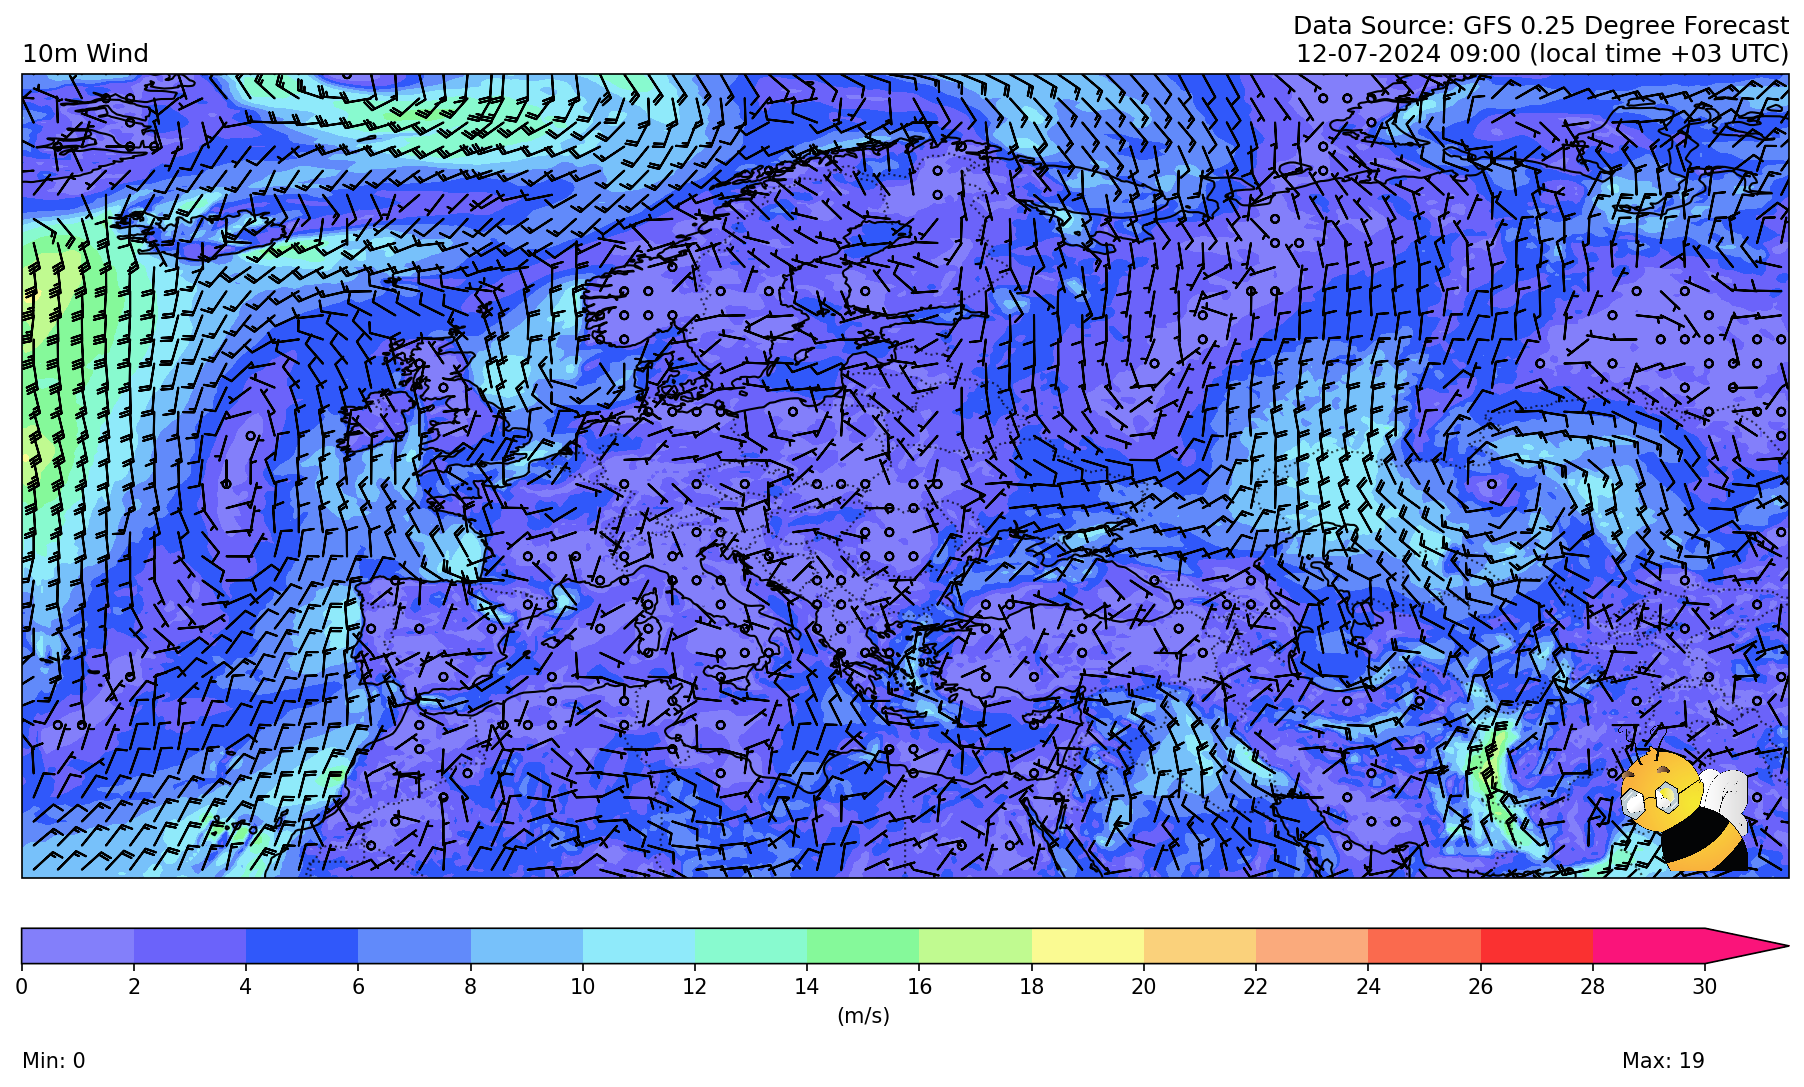 Data Source: GFS 0.25 Degree Forecast
10m Wind
12-07-2024 09:00 (local time +03 UTC)
0 2 4 6 8 10 12 14 16 18 20 22 24 26 28 30
(m/s)
Min: 0
Max: 19